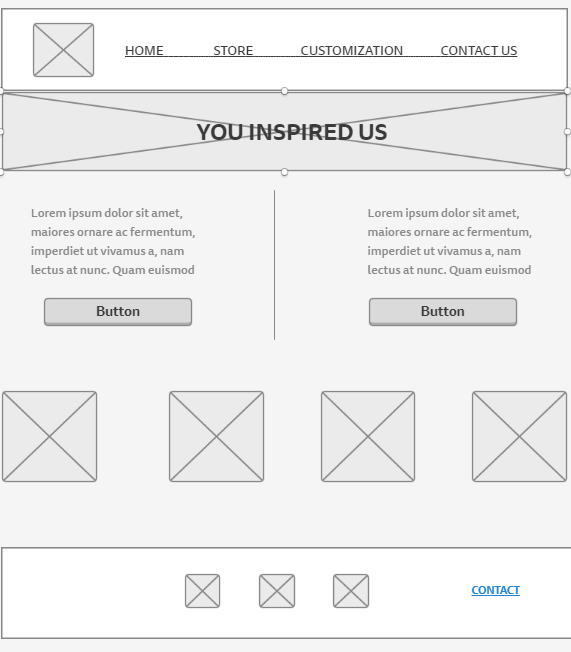 HOME STORE CUSTOMIZATION CONTACT US
YOU INSPIRED US
Lorem ipsum dolor sit amet,
maiores ornare ac fermentum,
imperdiet ut vivamus a, nam
lectus at nunc. Quam euismod
Button
Lorem ipsum dolor sit amet,
maiores ornare ac fermentum,
imperdiet ut vivamus a, nam
lectus at nunc. Quam euismod
Button
CONTACT